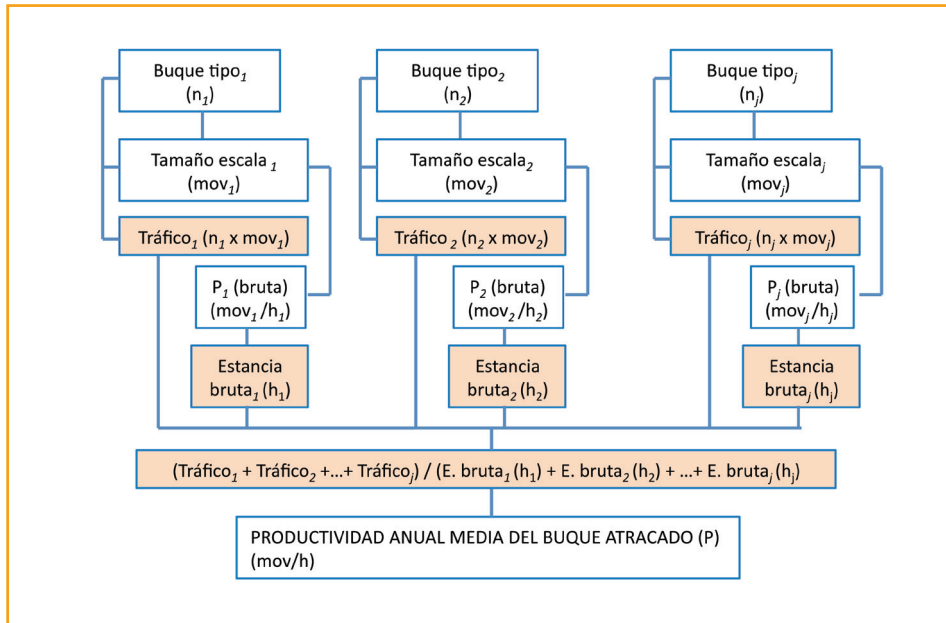 Buque tipo1
(n1)
Buque tipo2
(n2)
Buque tipoj
(nj)
Tamaño escala 1
(mov1)
Tamaño escala2
(mov2)
Tamaño escalaj
(movj)
Tráfico1 (n1 x mov1)
Tráfico 2 (n2 x mov2)
Tráficoj (nj x movj)
P1 (bruta)
(mov1/h1)
P2 (bruta)
(mov2/h2)
Pj (bruta)
(movj/hj)
Estancia
bruta1 (h1)
Estancia
bruta2 (h2)
Estancia
brutaj (hj)
(Tráfico1 + Tráfico2 +...+ Tráficoj) / (E. bruta1 (h1) + E. bruta2 (h2) + ...+ E. brutaj (hj)
PRODUCTIVIDAD ANUAL MEDIA DEL BUQUE ATRACADO (P)
(mov/h)